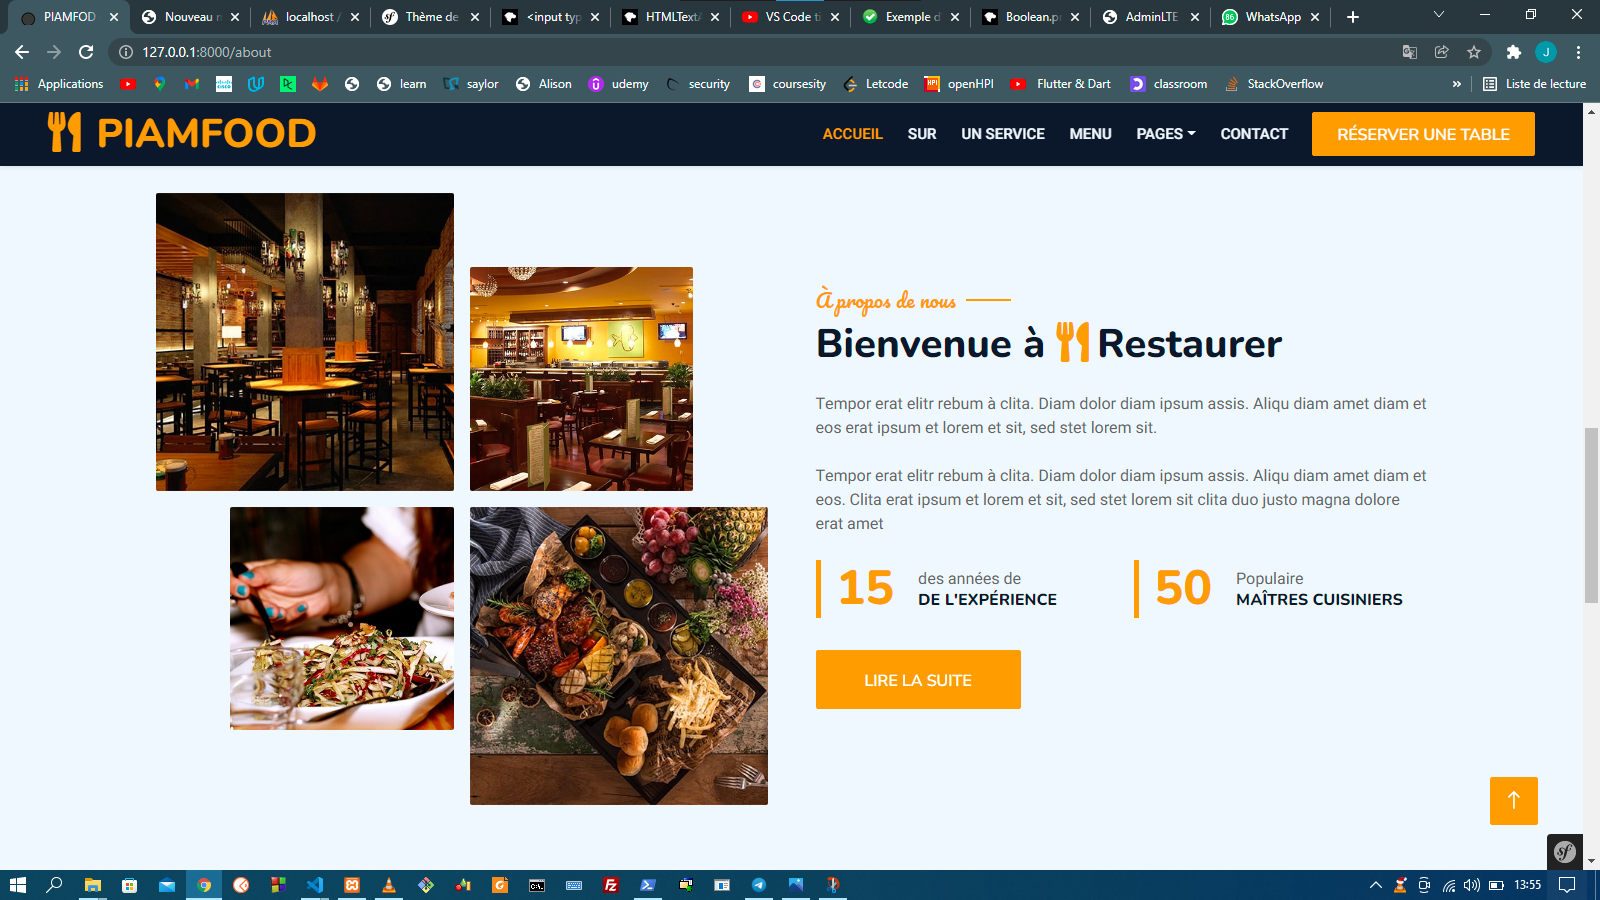 PIAMFOOD
Nouveau n
localhost /
Thème de
<input typ
HTMLTextA
VS Code ti
Exemple d
Boolean.pr
AdminLTE
WhatsApp
127.0.0.1:8000/about
Applications
learn
saylor
Alison
udemy
security
coursesity
Letcode
openHPI
Flutter & Dart
classroom
StackOverflow
»
Liste de lecture
PIAMFOOD
ACCUEIL
SUR
UN SERVICE
MENU
PAGES
CONTACT
RÉSERVER UNE TABLE
À propos de nous
Bienvenue à Restaurer
Tempor erat elitr rebum à clita. Diam dolor diam ipsum assis. Aliqu diam amet diam et
eos erat ipsum et lorem et sit, sed stet lorem sit.
Tempor erat elitr rebum à clita. Diam dolor diam ipsum assis. Aliqu diam amet diam et
eos. Clita erat ipsum et lorem et sit, sed stet lorem sit clita duo justo magna dolore
erat amet
15
des années de
DE L'EXPÉRIENCE
50
Populaire
MAÎTRES CUISINIERS
LIRE LA SUITE
13:55